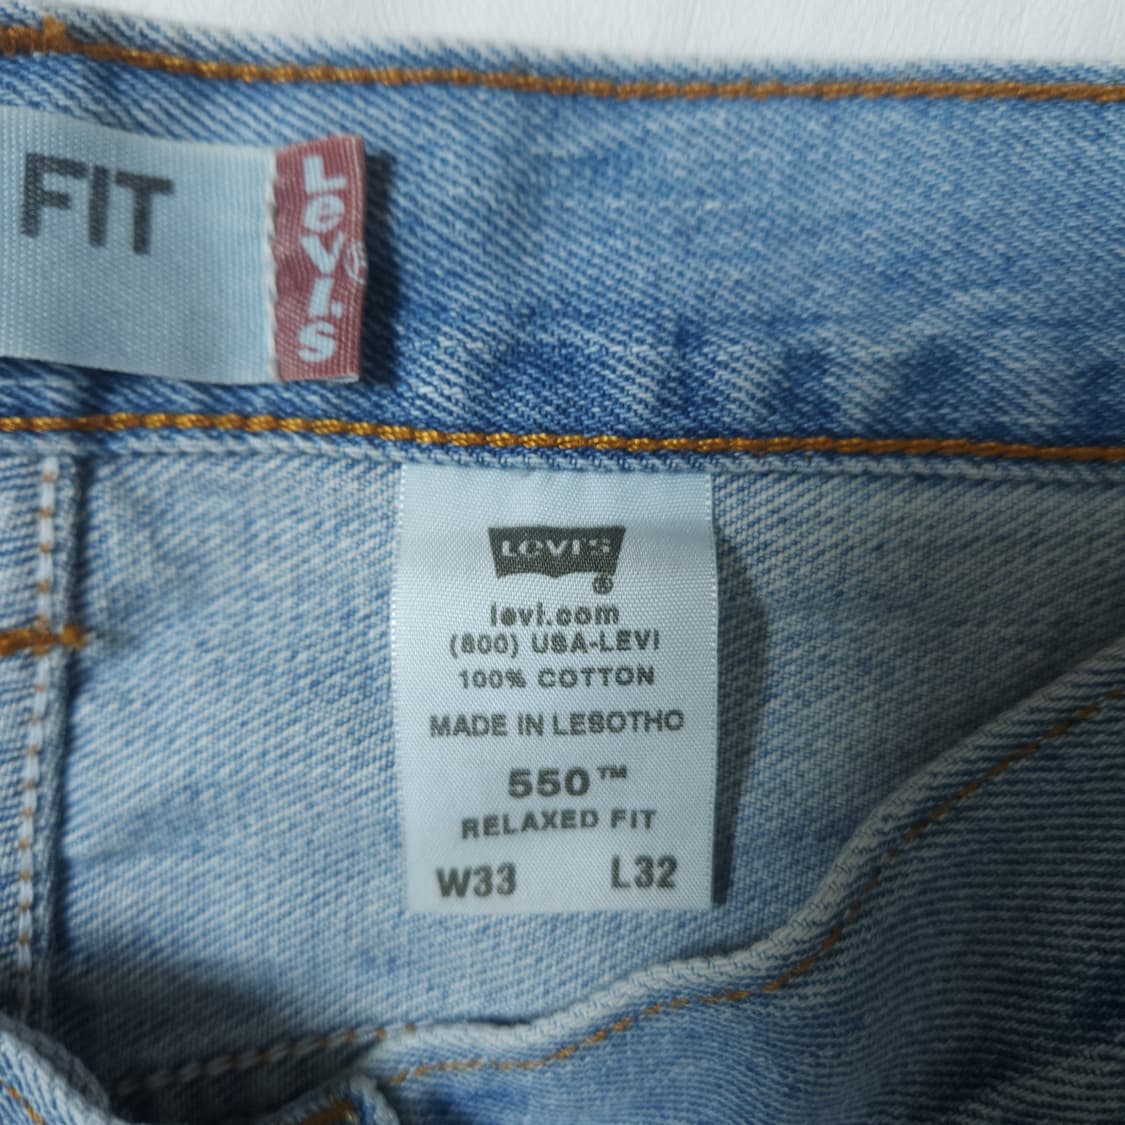 FIT
Levi's®
LEVI'S
®
levi.com
(800) USA-LEVI
100% COTTON
MADE IN LESOTHO
550™
RELAXED FIT
W33 L32